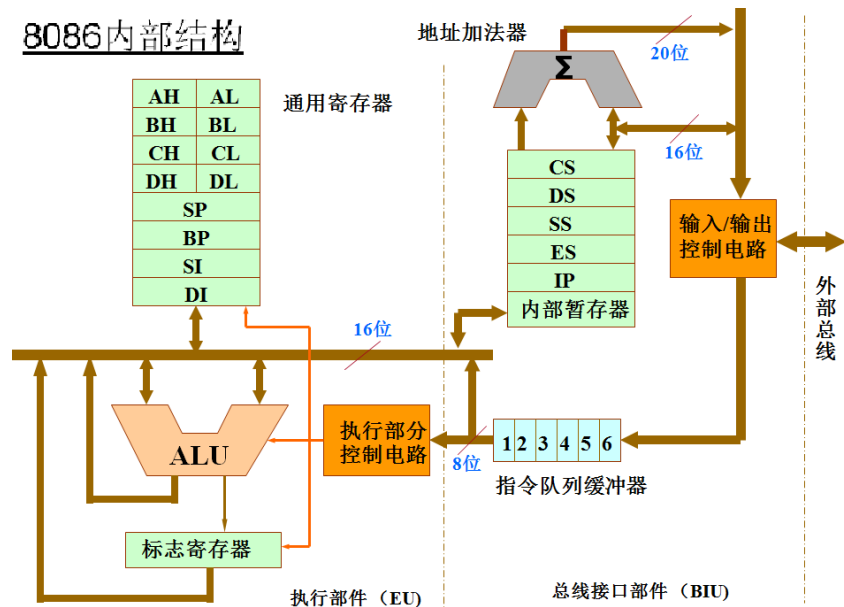 8086内部结构
地址加法器
Σ
20位
通用寄存器
AH AL
BH BL
CH CL
DH DL
SP
BP
SI
DI
16位
CS
DS
SS
ES
IP
内部暂存器
输入/输出
控制电路
外部总线
16位
ALU
执行部分
控制电路
8位
1 2 3 4 5 6
指令队列缓冲器
标志寄存器
执行部件（EU)
总线接口部件（BIU)